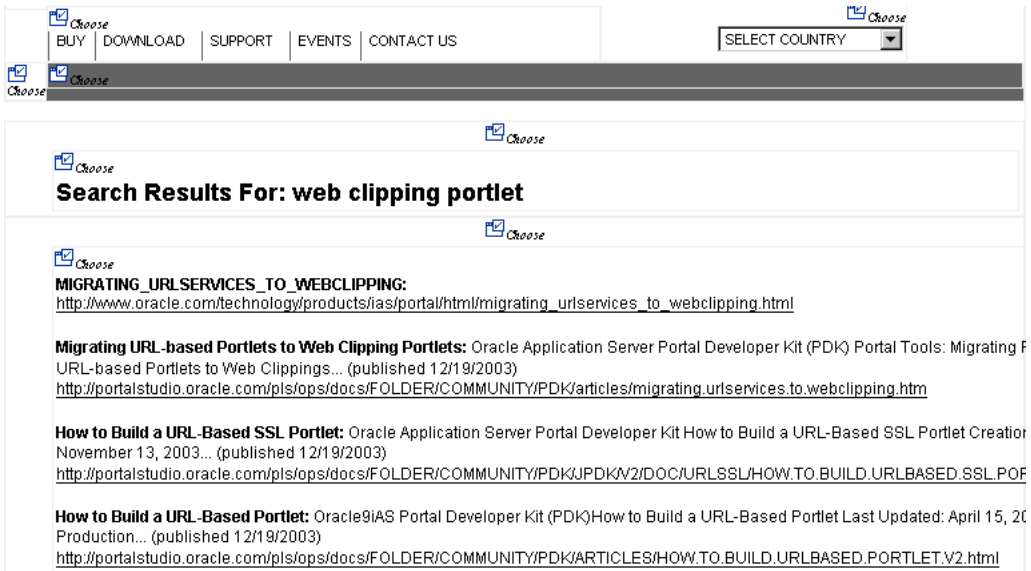 Choose
Choose
BUY DOWNLOAD SUPPORT EVENTS CONTACT US
SELECT COUNTRY
Choose
Choose
Choose
Choose
Search Results For: web clipping portlet
Choose
Choose
MIGRATING_URLSERVICES_TO_WEBCLIPPING:
http://www.oracle.com/technology/products/ias/portal/html/migrating_urlservices_to_webclipping.html
Migrating URL-based Portlets to Web Clipping Portlets: Oracle Application Server Portal Developer Kit (PDK) Portal Tools: Migrating
URL-based Portlets to Web Clippings... (published 12/19/2003)
http://portalstudio.oracle.com/pls/ops/docs/FOLDER/COMMUNITY/PDK/articles/migrating.urlservices.to.webclipping.htm
How to Build a URL-Based SSL Portlet: Oracle Application Server Portal Developer Kit How to Build a URL-Based SSL Portlet Creation
November 13, 2003... (published 12/19/2003)
http://portalstudio.oracle.com/pls/ops/docs/FOLDER/COMMUNITY/PDK/JPDK/V2/DOC/URLSSL/HOW.TO.BUILD.URLBASED.SSL.POR
How to Build a URL-Based Portlet: Oracle9iAS Portal Developer Kit (PDK)How to Build a URL-Based Portlet Last Updated: April 15, 20
Production... (published 12/19/2003)
http://portalstudio.oracle.com/pls/ops/docs/FOLDER/COMMUNITY/PDK/ARTICLES/HOW.TO.BUILD.URLBASED.PORTLET.V2.html